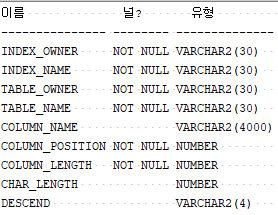 이름              널?      유형
--------------- -------- --------------
INDEX_OWNER     NOT NULL VARCHAR2(30)
INDEX_NAME      NOT NULL VARCHAR2(30)
TABLE_OWNER     NOT NULL VARCHAR2(30)
TABLE_NAME      NOT NULL VARCHAR2(30)
COLUMN_NAME              VARCHAR2(4000)
COLUMN_POSITION NOT NULL NUMBER
COLUMN_LENGTH   NOT NULL NUMBER
CHAR_LENGTH              NUMBER
DESCEND                  VARCHAR2(4)